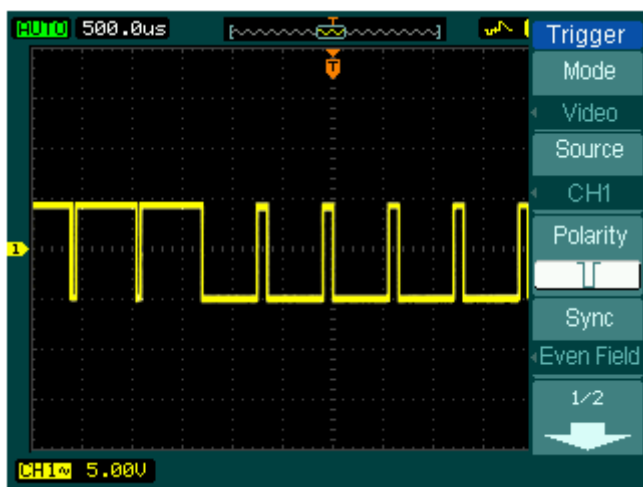 AUTO 500.0us
T
Trigger
Mode
Video
Source
CH1
Polarity
Sync
Even Field
1/2
1
CH1~ 5.00V